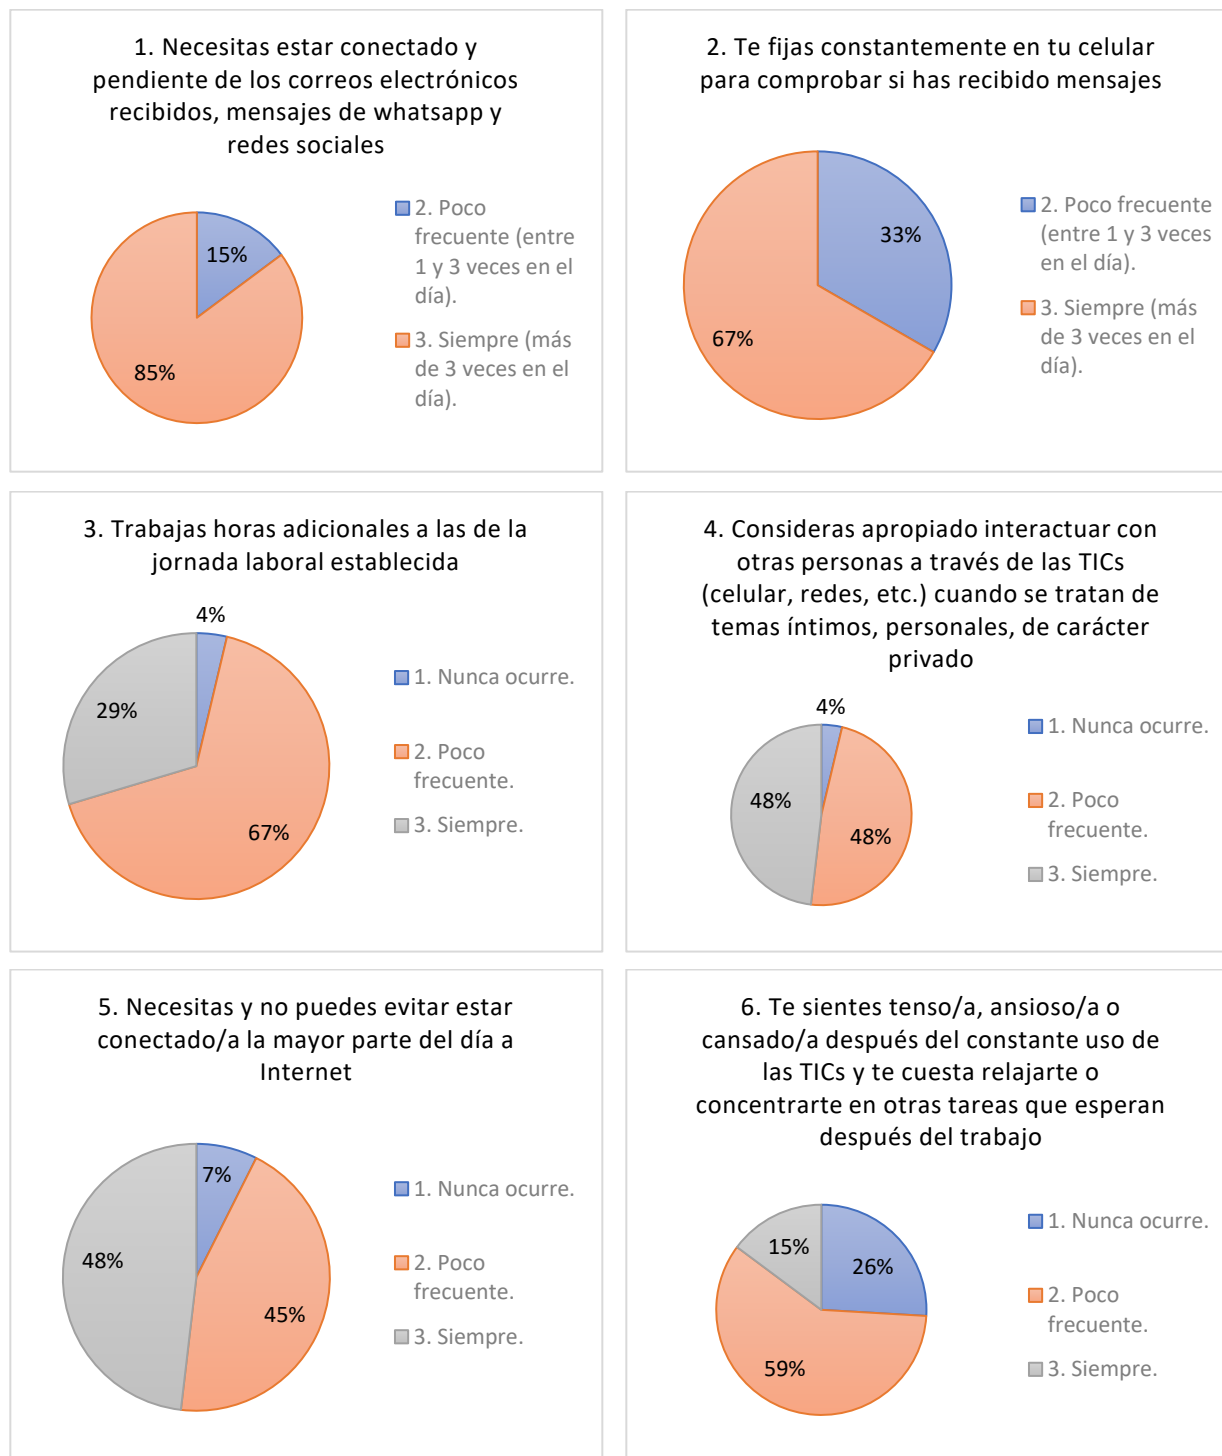 1. Necesitas estar conectado y
pendiente de los correos electrónicos
recibidos, mensajes de whatsapp y
redes sociales
15%
85%
2. Poco
frecuente (entre
1 y 3 veces en el
día).
3. Siempre (más
de 3 veces en el
día).
2. Te fijas constantemente en tu celular
para comprobar si has recibido mensajes
33%
67%
2. Poco frecuente
(entre 1 y 3 veces
en el día).
3. Siempre (más
de 3 veces en el
día).
3. Trabajas horas adicionales a las de la
jornada laboral establecida
4%
29%
67%
1. Nunca ocurre.
2. Poco
frecuente.
3. Siempre.
4. Consideras apropiado interactuar con
otras personas a través de las TICs
(celular, redes, etc.) cuando se tratan de
temas íntimos, personales, de carácter
privado
4%
48%
48%
1. Nunca ocurre.
2. Poco
frecuente.
3. Siempre.
5. Necesitas y no puedes evitar estar
conectado/a la mayor parte del día a
Internet
7%
48%
45%
1. Nunca ocurre.
2. Poco
frecuente.
3. Siempre.
6. Te sientes tenso/a, ansioso/a o
cansado/a después del constante uso de
las TICs y te cuesta relajarte o
concentrarte en otras tareas que esperan
después del trabajo
15%
26%
59%
1. Nunca ocurre.
2. Poco
frecuente.
3. Siempre.